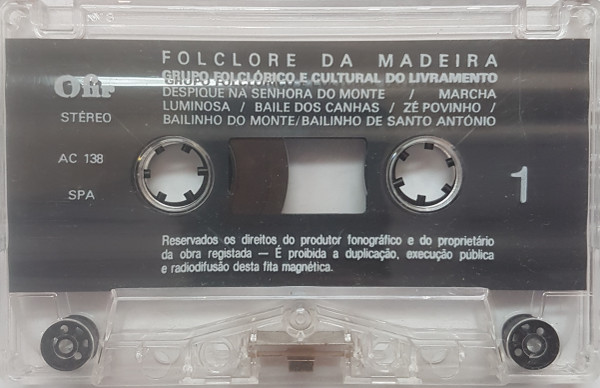 FOLCLORE DA MADEIRA
GRUPO FOLCLÓRICO E CULTURAL DO LIVRAMENTO
DESPIQUE NA SENHORA DO MONTE / MARCHA
LUMINOSA / BAILE DOS CANHAS / ZÉ POVINHO /
BAILINHO DO MONTE/BAILINHO DE SANTO ANTÓNIO
Ofir
STÉREO
AC 138
SPA
1
Reservados os direitos do produtor fonográfico e do proprietário
da obra registada — É proibida a duplicação, execução pública
e radiodifusão desta fita magnética.